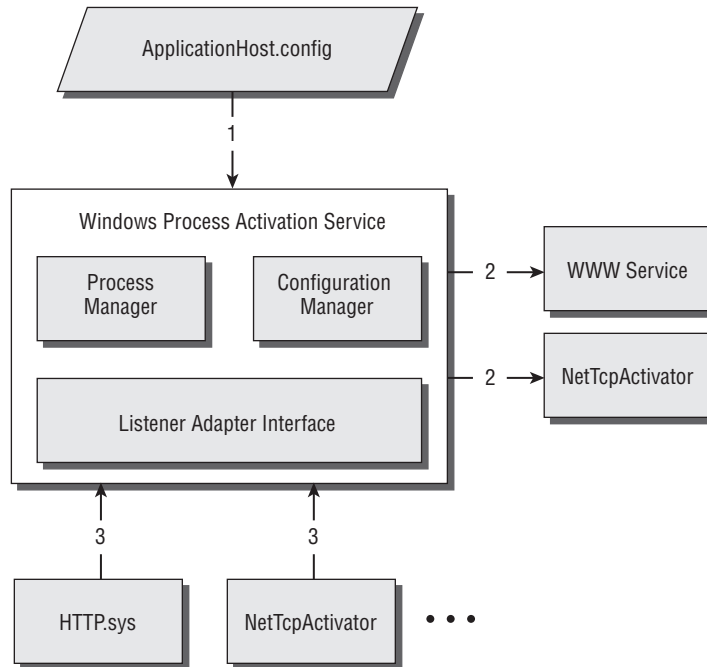 ApplicationHost.config
1
Windows Process Activation Service
Process
Manager
Configuration
Manager
2
WWW Service
2
NetTcpActivator
Listener Adapter Interface
3
3
HTTP.sys
NetTcpActivator
• • •